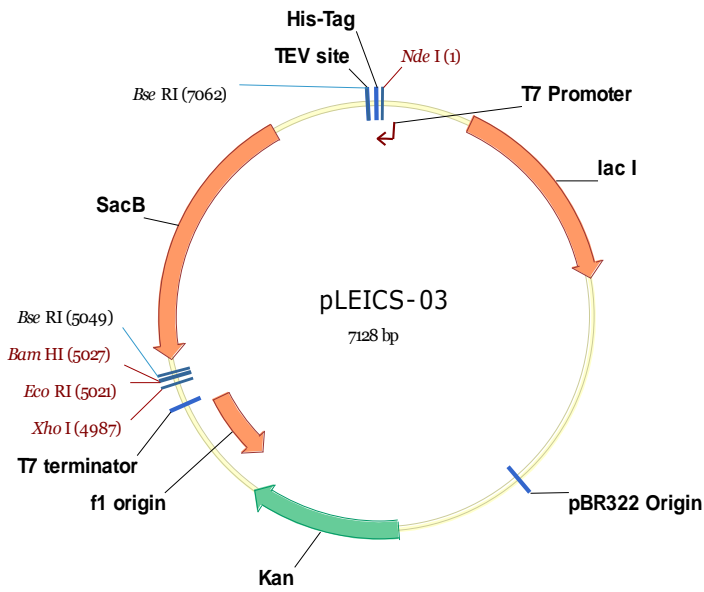 His-Tag
TEV site
Nde I (1)
Bse RI (7062)
T7 Promoter
lac I
SacB
pLEICS-03
7128 bp
Bse RI (5049)
Bam HI (5027)
Eco RI (5021)
Xho I (4987)
T7 terminator
f1 origin
pBR322 Origin
Kan